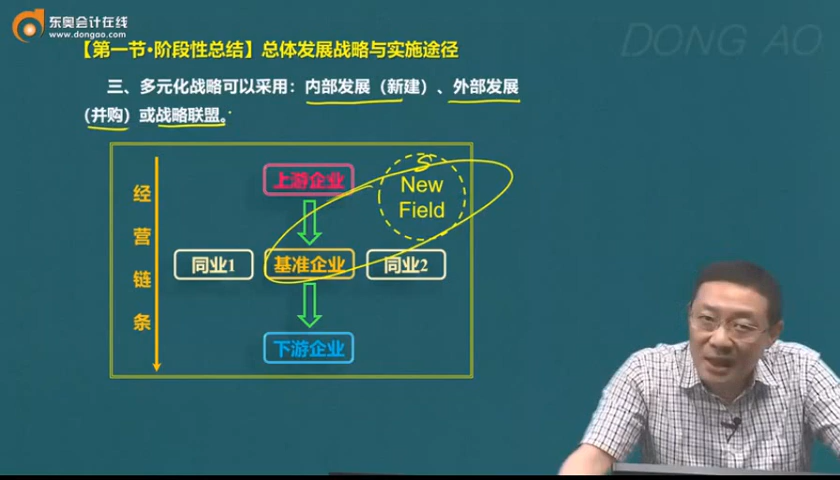 东奥会计在线
www.dongao.com
DONG AO
【第一节·阶段性总结】总体发展战略与实施途径
三、多元化战略可以采用：内部发展（新建）、外部发展
（并购）或战略联盟。
经营链条
上游企业
New
Field
同业1
基准企业
同业2
下游企业